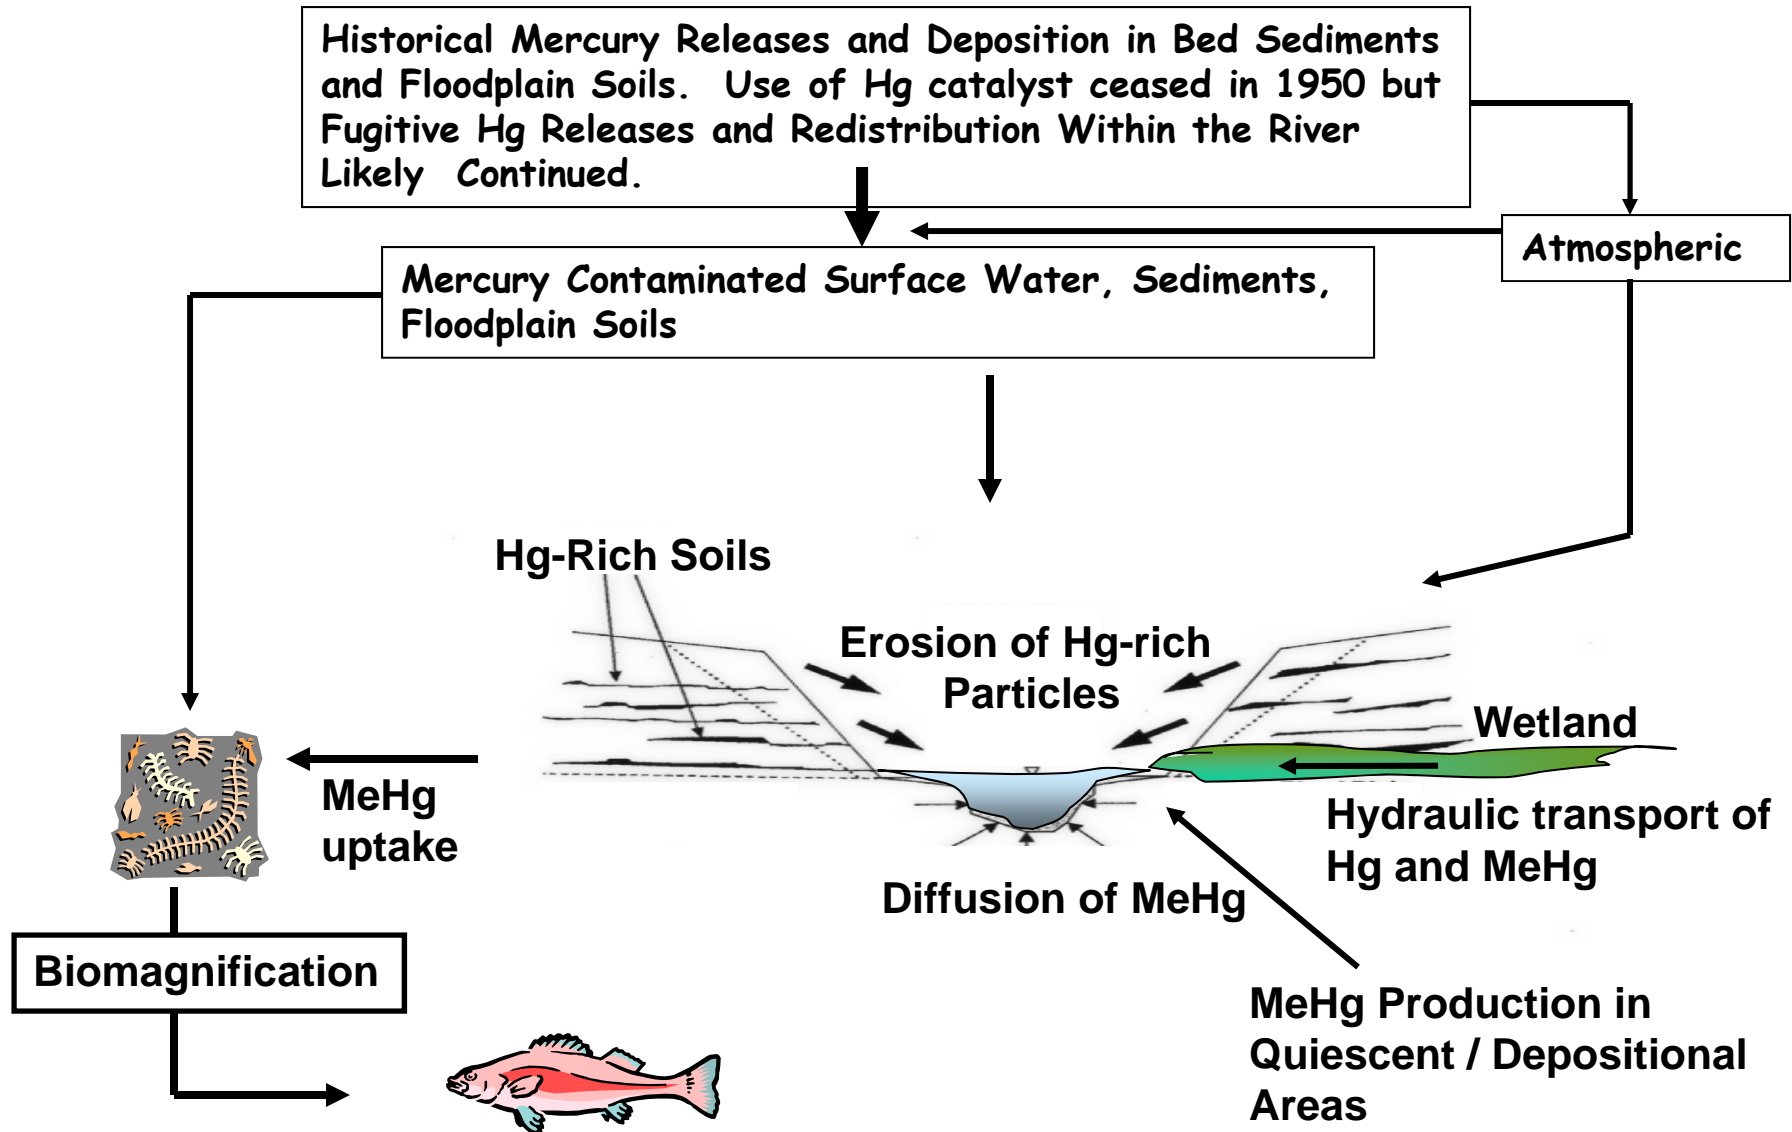 Historical Mercury Releases and Deposition in Bed Sediments
and Floodplain Soils.  Use of Hg catalyst ceased in 1950 but
Fugitive Hg Releases and Redistribution Within the River
Likely  Continued.
Atmospheric
Mercury Contaminated Surface Water, Sediments,
Floodplain Soils
Hg-Rich Soils
Erosion of Hg-rich
Particles
Wetland
MeHg
uptake
Hydraulic transport of
Hg and MeHg
Diffusion of MeHg
Biomagnification
MeHg Production in
Quiescent / Depositional
Areas